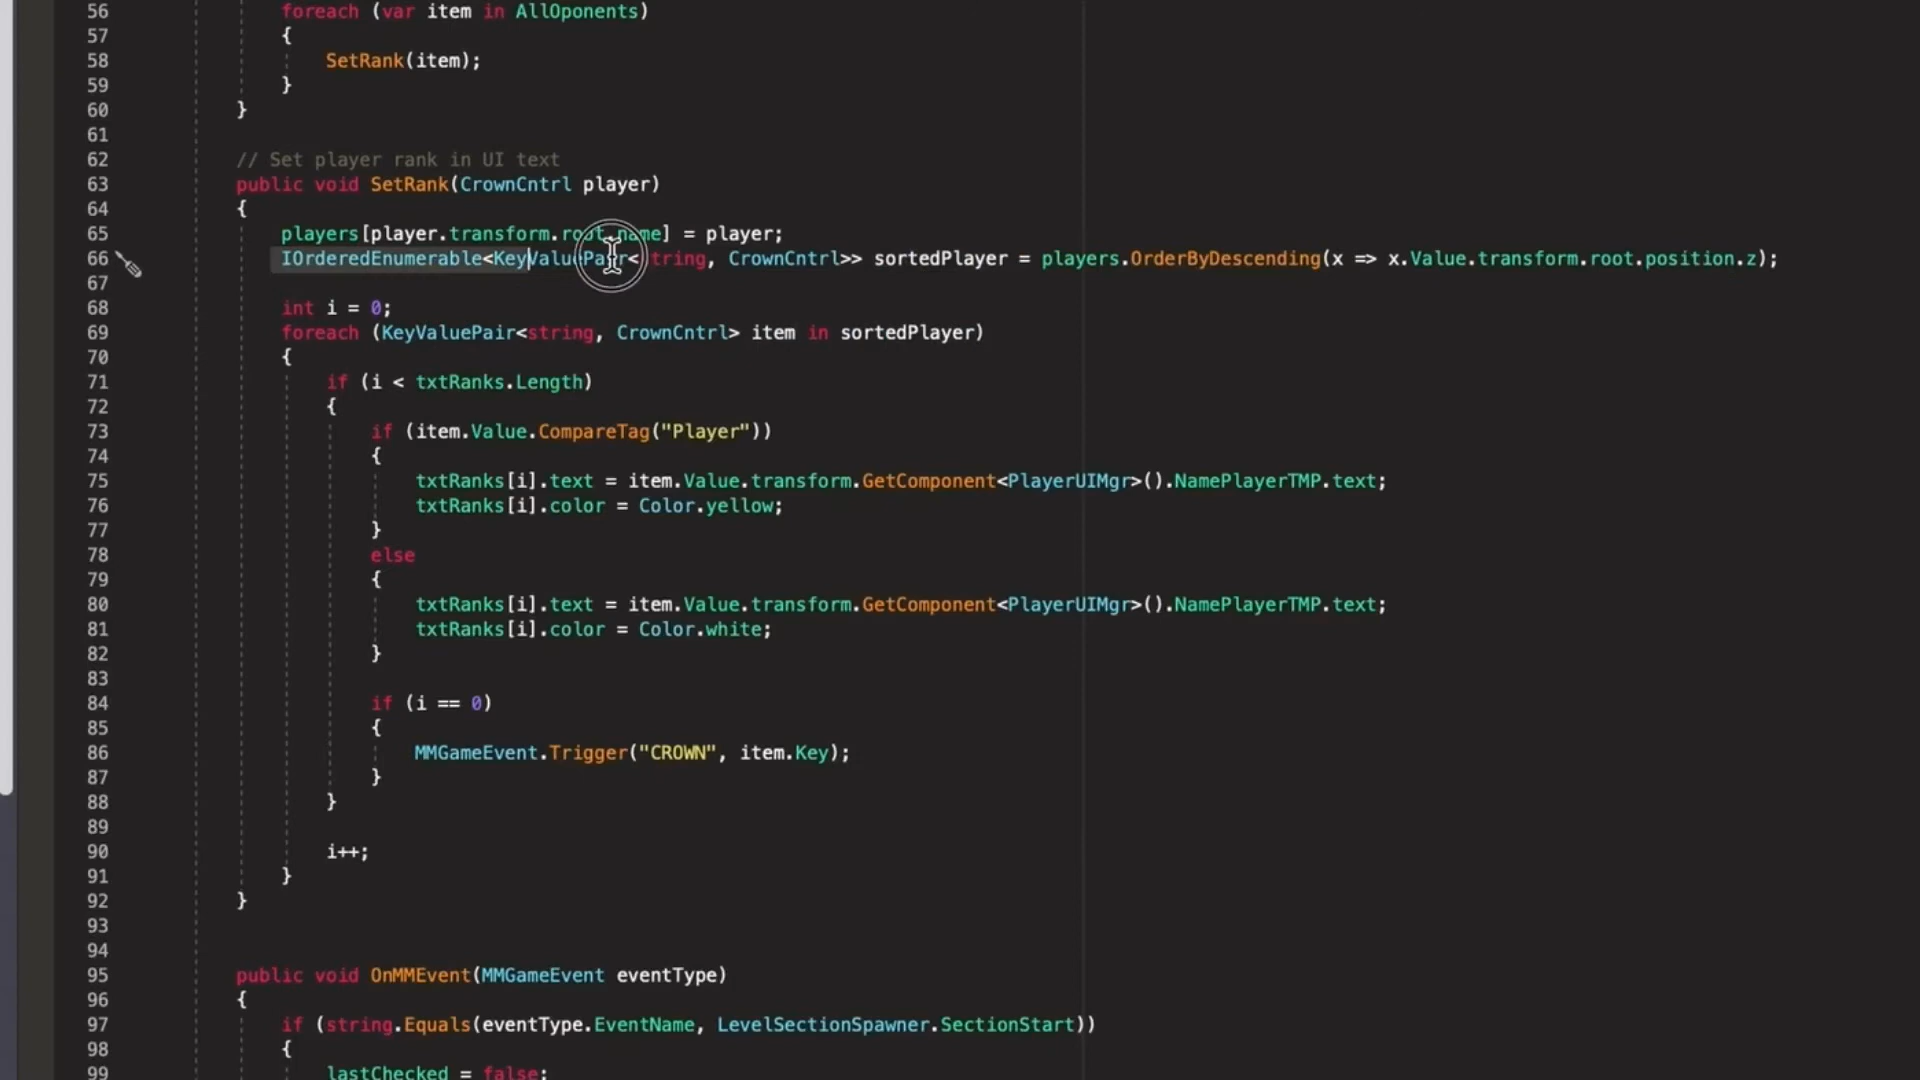 56 foreach (var item in AllOponents)
57 {
58 SetRank(item);
59 }
60 }
61
62 // Set player rank in UI text
63 public void SetRank(CrownCntrl player)
64 {
65 players[player.transform.root.name] = player;
66 IOrderedEnumerable<KeyValuePair<string, CrownCntrl>> sortedPlayer = players.OrderByDescending(x => x.Value.transform.root.position.z);
67
68 int i = 0;
69 foreach (KeyValuePair<string, CrownCntrl> item in sortedPlayer)
70 {
71 if (i < txtRanks.Length)
72 {
73 if (item.Value.CompareTag("Player"))
74 {
75 txtRanks[i].text = item.Value.transform.GetComponent<PlayerUIMgr>().NamePlayerTMP.text;
76 txtRanks[i].color = Color.yellow;
77 }
78 else
79 {
80 txtRanks[i].text = item.Value.transform.GetComponent<PlayerUIMgr>().NamePlayerTMP.text;
81 txtRanks[i].color = Color.white;
82 }
83
84 if (i == 0)
85 {
86 MMGameEvent.Trigger("CROWN", item.Key);
87 }
88 }
89
90 i++;
91 }
92 }
93
94
95 public void OnMMEvent(MMGameEvent eventType)
96 {
97 if (string.Equals(eventType.EventName, LevelSectionSpawner.SectionStart))
98 {
99 lastChecked = false;